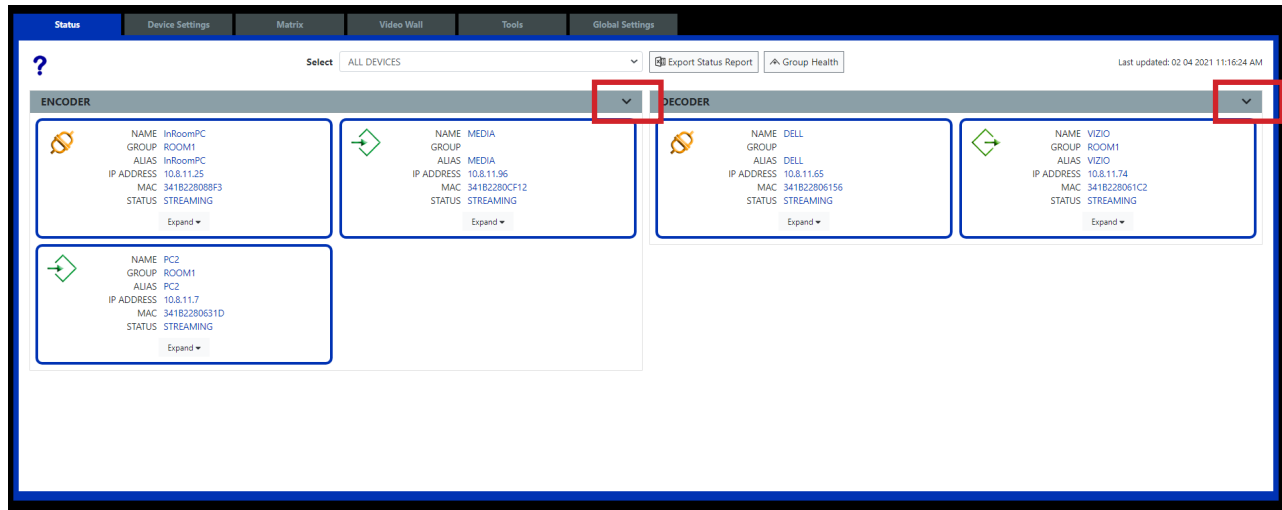 Status Device Settings Matrix Video Wall Tools Global Settings
? Select ALL DEVICES Export Status Report Group Health Last updated: 02 04 2021 11:16:24 AM
ENCODER
NAME InRoomPC
GROUP ROOM1
ALIAS InRoomPC
IP ADDRESS 10.8.11.25
MAC 341B228088F3
STATUS STREAMING
Expand
NAME MEDIA
GROUP
ALIAS MEDIA
IP ADDRESS 10.8.11.96
MAC 341B2280CF12
STATUS STREAMING
Expand
NAME PC2
GROUP ROOM1
ALIAS PC2
IP ADDRESS 10.8.11.7
MAC 341B2280631D
STATUS STREAMING
Expand
DECODER
NAME DELL
GROUP
ALIAS DELL
IP ADDRESS 10.8.11.65
MAC 341B22806156
STATUS STREAMING
Expand
NAME VIZIO
GROUP ROOM1
ALIAS VIZIO
IP ADDRESS 10.8.11.74
MAC 341B228061C2
STATUS STREAMING
Expand